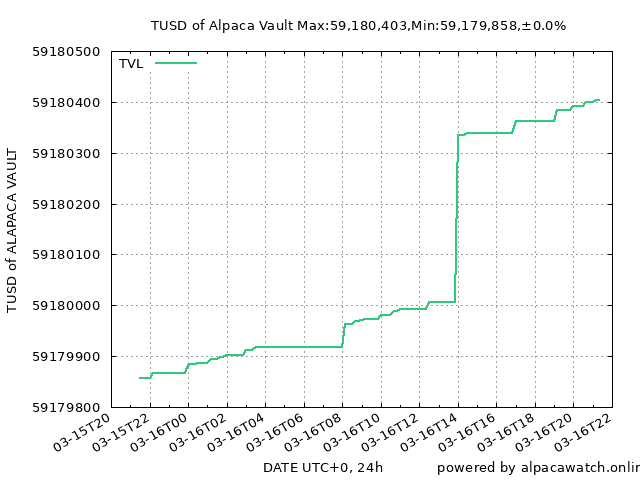 TUSD of Alpaca Vault Max:59,180,403,Min:59,179,858,±0.0%
TVL
59180500
59180400
59180300
59180200
59180100
59180000
59179900
59179800
TUSD of ALAPACA VAULT
03-15T20
03-15T22
03-16T00
03-16T02
03-16T04
03-16T06
03-16T08
03-16T10
03-16T12
03-16T14
03-16T16
03-16T18
03-16T20
03-16T22
DATE UTC+0, 24h
powered by alpacawatch.onlin